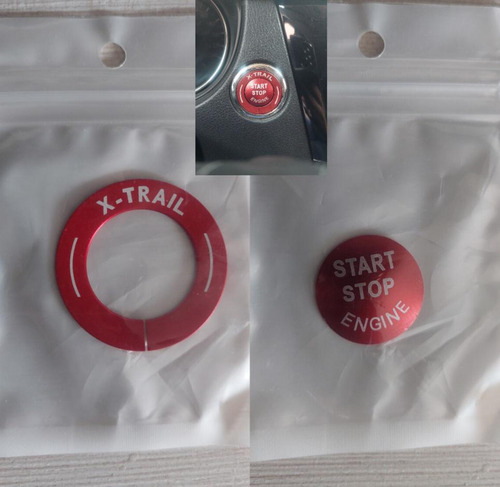 X-TRAIL
START
STOP
ENGINE
X-TRAIL
START
STOP
ENGINE